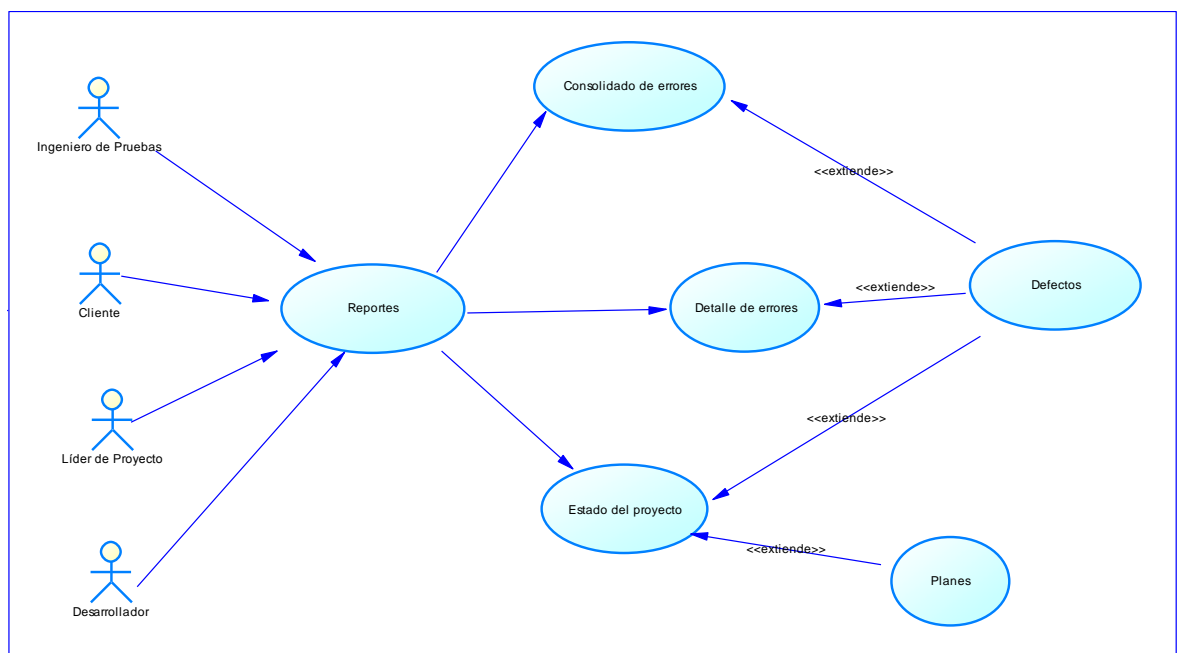 Consolidado de errores
Ingeniero de Pruebas
<<extiende>>
Cliente
Reportes
Detalle de errores
<<extiende>>
Defectos
Líder de Proyecto
<<extiende>>
Estado del proyecto
<<extiende>>
Planes
Desarrollador